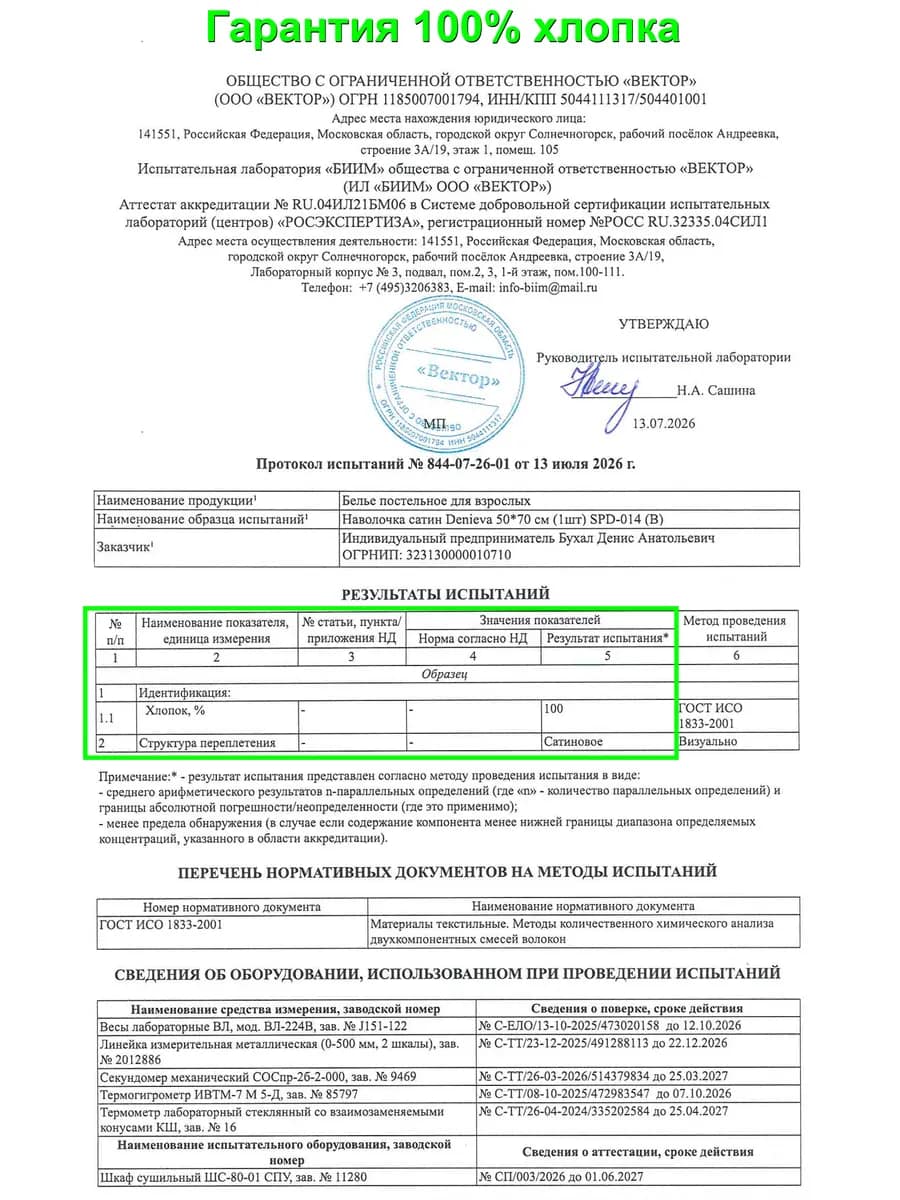 Гарантия 100% хлопка
ОБЩЕСТВО С ОГРАНИЧЕННОЙ ОТВЕТСТВЕННОСТЬЮ «ВЕКТОР»
(ООО «ВЕКТОР») ОГРН 1185007001794, ИНН/КПП 5044111317/504401001
Адрес места нахождения юридического лица:
141551, Российская Федерация, Московская область, городской округ Солнечногорск, рабочий посёлок Андреевка,
строение 3А/19, этаж 1, помещ. 105
Испытательная лаборатория «БИИМ» общества с ограниченной ответственностью «ВЕКТОР»
(ИЛ «БИИМ» ООО «ВЕКТОР»)
Аттестат аккредитации № RU.04ИЛ21БМ06 в Системе добровольной сертификации испытательных
лабораторий (центров) «РОСЭКСПЕРТИЗА», регистрационный номер №РОСС RU.32335.04СИЛ1
Адрес места осуществления деятельности: 141551, Российская Федерация, Московская область,
городской округ Солнечногорск, рабочий посёлок Андреевка, строение 3А/19,
Лабораторный корпус № 3, подвал, пом.2, 3, 1-й этаж, пом.100-111.
Телефон: +7 (495)3206383, E-mail: info-biim@mail.ru
РОССИЙСКАЯ ФЕДЕРАЦИЯ МОСКОВСКАЯ ОБЛАСТЬ
ОБЩЕСТВО С ОГРАНИЧЕННОЙ ОТВЕТСТВЕННОСТЬЮ
«Вектор»
ОГРН 1185007001794 ИНН 5044111317
МП
УТВЕРЖДАЮ
Руководитель испытательной лаборатории
Н.А. Сашина
13.07.2026
Протокол испытаний № 844-07-26-01 от 13 июля 2026 г.
Наименование продукции¹ Белье постельное для взрослых
Наименование образца испытаний¹ Наволочка сатин Denieva 50*70 см (1шт) SPD-014 (В)
Заказчик¹ Индивидуальный предприниматель Бухал Денис Анатольевич
ОГРНИП: 323130000010710
РЕЗУЛЬТАТЫ ИСПЫТАНИЙ
№ п/п Наименование показателя, единица измерения № статьи, пункта/ приложения НД Значения показателей Метод проведения испытаний
Норма согласно НД Результат испытания*
1 2 3 4 5 6
Образец
1 Идентификация:
1.1 Хлопок, % - - 100 ГОСТ ИСО 1833-2001
2 Структура переплетения - - Сатиновое Визуально
Примечание:* - результат испытания представлен согласно методу проведения испытания в виде:
- среднего арифметического результатов n-параллельных определений (где «n» - количество параллельных определений) и
границы абсолютной погрешности/неопределенности (где это применимо);
- менее предела обнаружения (в случае если содержание компонента менее нижней границы диапазона определяемых
концентраций, указанного в области аккредитации).
ПЕРЕЧЕНЬ НОРМАТИВНЫХ ДОКУМЕНТОВ НА МЕТОДЫ ИСПЫТАНИЙ
Номер нормативного документа Наименование нормативного документа
ГОСТ ИСО 1833-2001 Материалы текстильные. Методы количественного химического анализа
двухкомпонентных смесей волокон
СВЕДЕНИЯ ОБ ОБОРУДОВАНИИ, ИСПОЛЬЗОВАННОМ ПРИ ПРОВЕДЕНИИ ИСПЫТАНИЙ
Наименование средства измерения, заводской номер Сведения о поверке, сроке действия
Весы лабораторные ВЛ, мод. ВЛ-224В, зав. № J151-122 № С-ЕЛО/13-10-2025/473020158 до 12.10.2026
Линейка измерительная металлическая (0-500 мм, 2 шкалы), зав. № 2012886 № С-ТТ/23-12-2025/491288113 до 22.12.2026
Секундомер механический СОСпр-2б-2-000, зав. № 9469 № С-ТТ/26-03-2026/514379834 до 25.03.2027
Термогигрометр ИВТМ-7 М 5-Д, зав. № 85797 № С-ТТ/08-10-2025/472983547 до 07.10.2026
Термометр лабораторный стеклянный со взаимозаменяемыми конусами КШ, зав. № 16 № С-ТТ/26-04-2024/335202584 до 25.04.2027
Наименование испытательного оборудования, заводской номер Сведения о аттестации, сроке действия
Шкаф сушильный ШС-80-01 СПУ, зав. № 11280 № СП/003/2026 до 01.06.2027